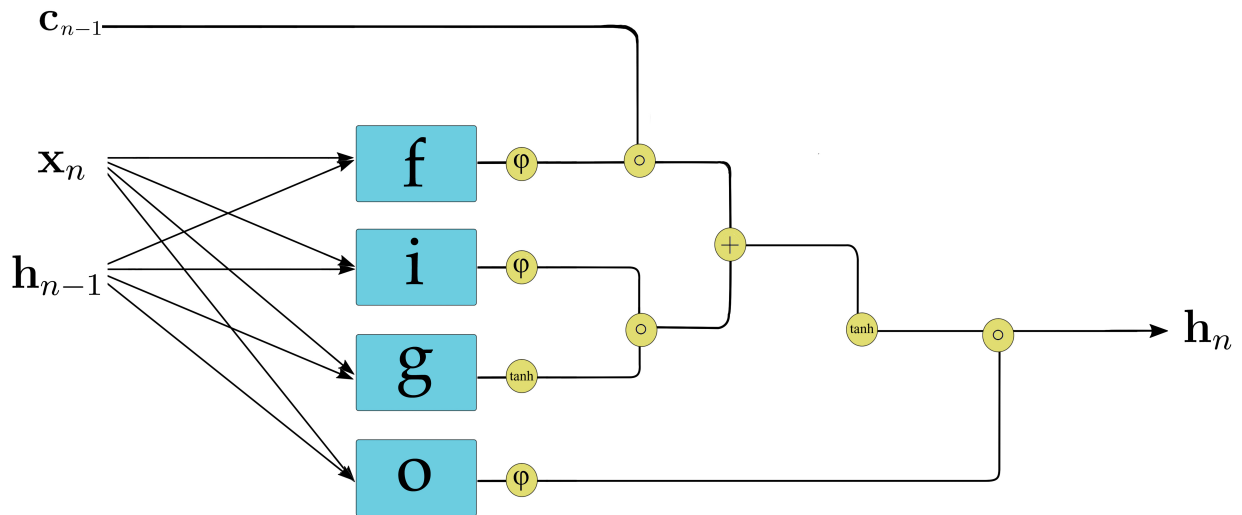 c_{n-1}
x_n
f
φ
∘
h_{n-1}
i
φ
+
∘
tanh
∘
h_n
g
tanh
o
φ